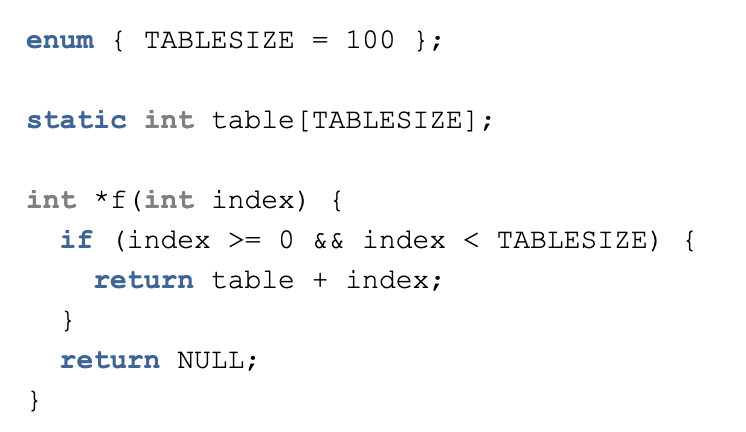 enum { TABLESIZE = 100 };
static int table[TABLESIZE];
int *f(int index) {
  if (index >= 0 && index < TABLESIZE) {
    return table + index;
  }
  return NULL;
}